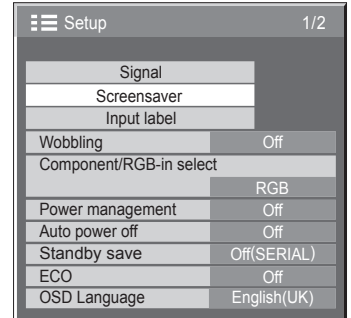 Setup 1/2
Signal
Screensaver
Input label
Wobbling Off
Component/RGB-in select
RGB
Power management Off
Auto power off Off
Standby save Off(SERIAL)
ECO Off
OSD Language English(UK)